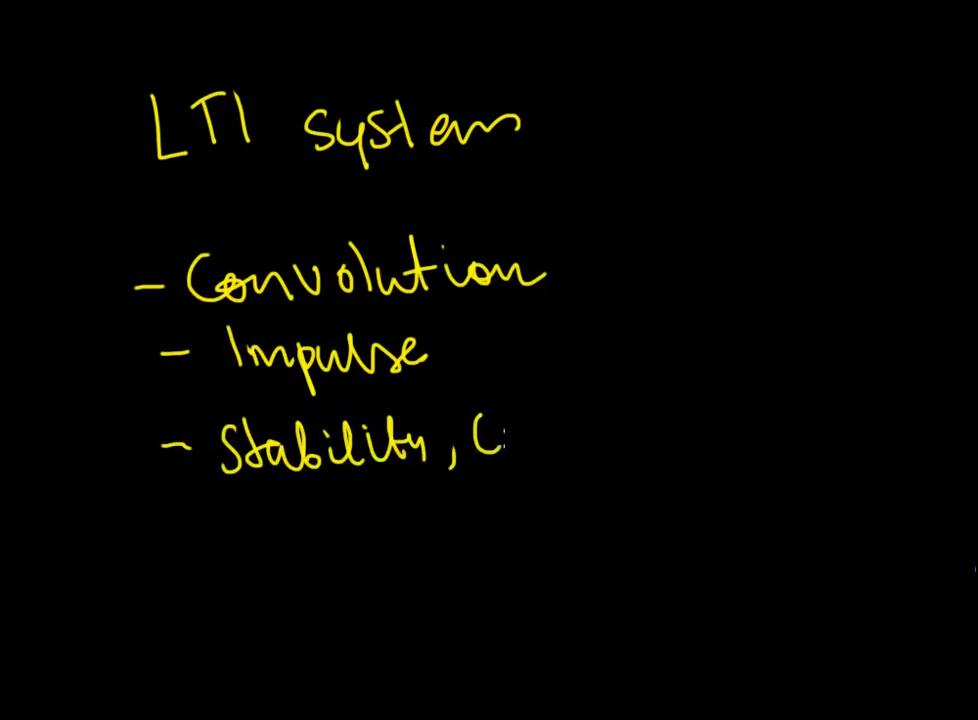 LTI system
- Convolution
- Impulse
- Stability, C